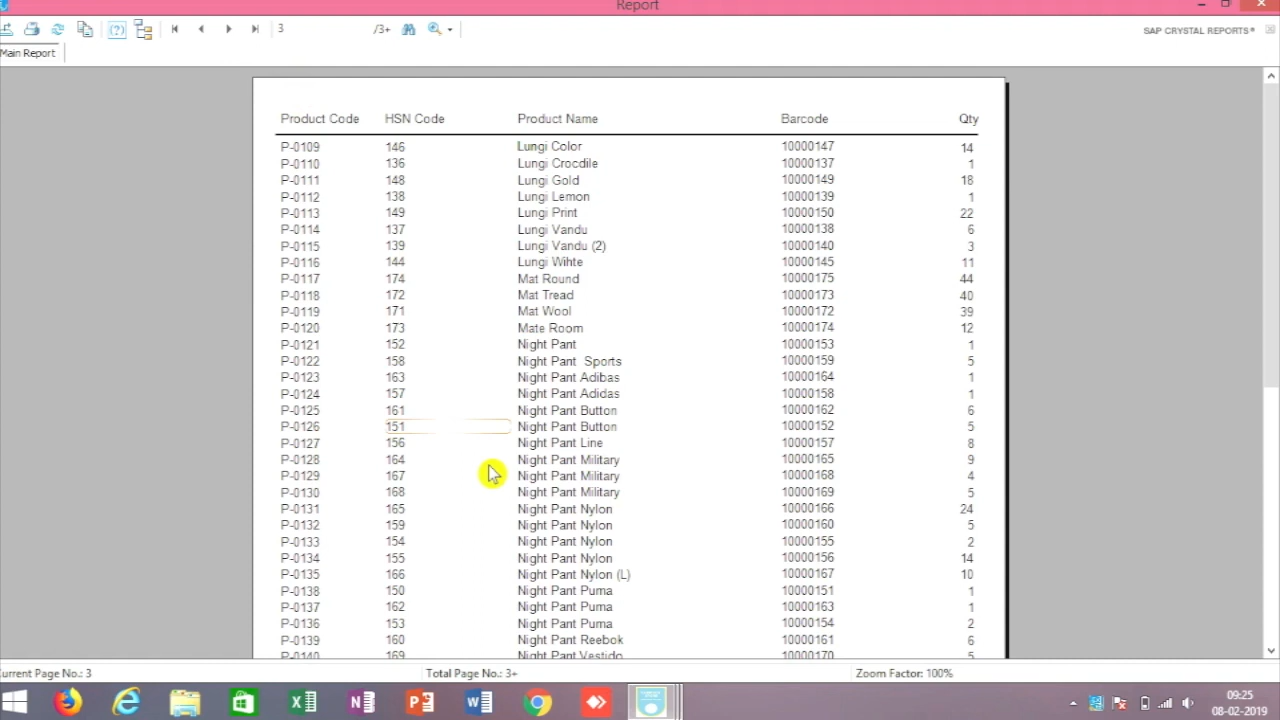 Report
3 /3+ SAP CRYSTAL REPORTS®
Main Report
Product Code HSN Code Product Name Barcode Qty
P-0109 146 Lungi Color 10000147 14
P-0110 136 Lungi Crocdile 10000137 1
P-0111 148 Lungi Gold 10000149 18
P-0112 138 Lungi Lemon 10000139 1
P-0113 149 Lungi Print 10000150 22
P-0114 137 Lungi Vandu 10000138 6
P-0115 139 Lungi Vandu (2) 10000140 3
P-0116 144 Lungi Wihte 10000145 11
P-0117 174 Mat Round 10000175 44
P-0118 172 Mat Tread 10000173 40
P-0119 171 Mat Wool 10000172 39
P-0120 173 Mate Room 10000174 12
P-0121 152 Night Pant 10000153 1
P-0122 158 Night Pant Sports 10000159 5
P-0123 163 Night Pant Adibas 10000164 1
P-0124 157 Night Pant Adidas 10000158 1
P-0125 161 Night Pant Button 10000162 6
P-0126 151 Night Pant Button 10000152 5
P-0127 156 Night Pant Line 10000157 8
P-0128 164 Night Pant Military 10000165 9
P-0129 167 Night Pant Military 10000168 4
P-0130 168 Night Pant Military 10000169 5
P-0131 165 Night Pant Nylon 10000166 24
P-0132 159 Night Pant Nylon 10000160 5
P-0133 154 Night Pant Nylon 10000155 2
P-0134 155 Night Pant Nylon 10000156 14
P-0135 166 Night Pant Nylon (L) 10000167 10
P-0138 150 Night Pant Puma 10000151 1
P-0137 162 Night Pant Puma 10000163 1
P-0136 153 Night Pant Puma 10000154 2
P-0139 160 Night Pant Reebok 10000161 6
P-0140 169 Night Pant Vestido 10000170 5
Current Page No.: 3 Total Page No.: 3+ Zoom Factor: 100%
09:25
08-02-2019